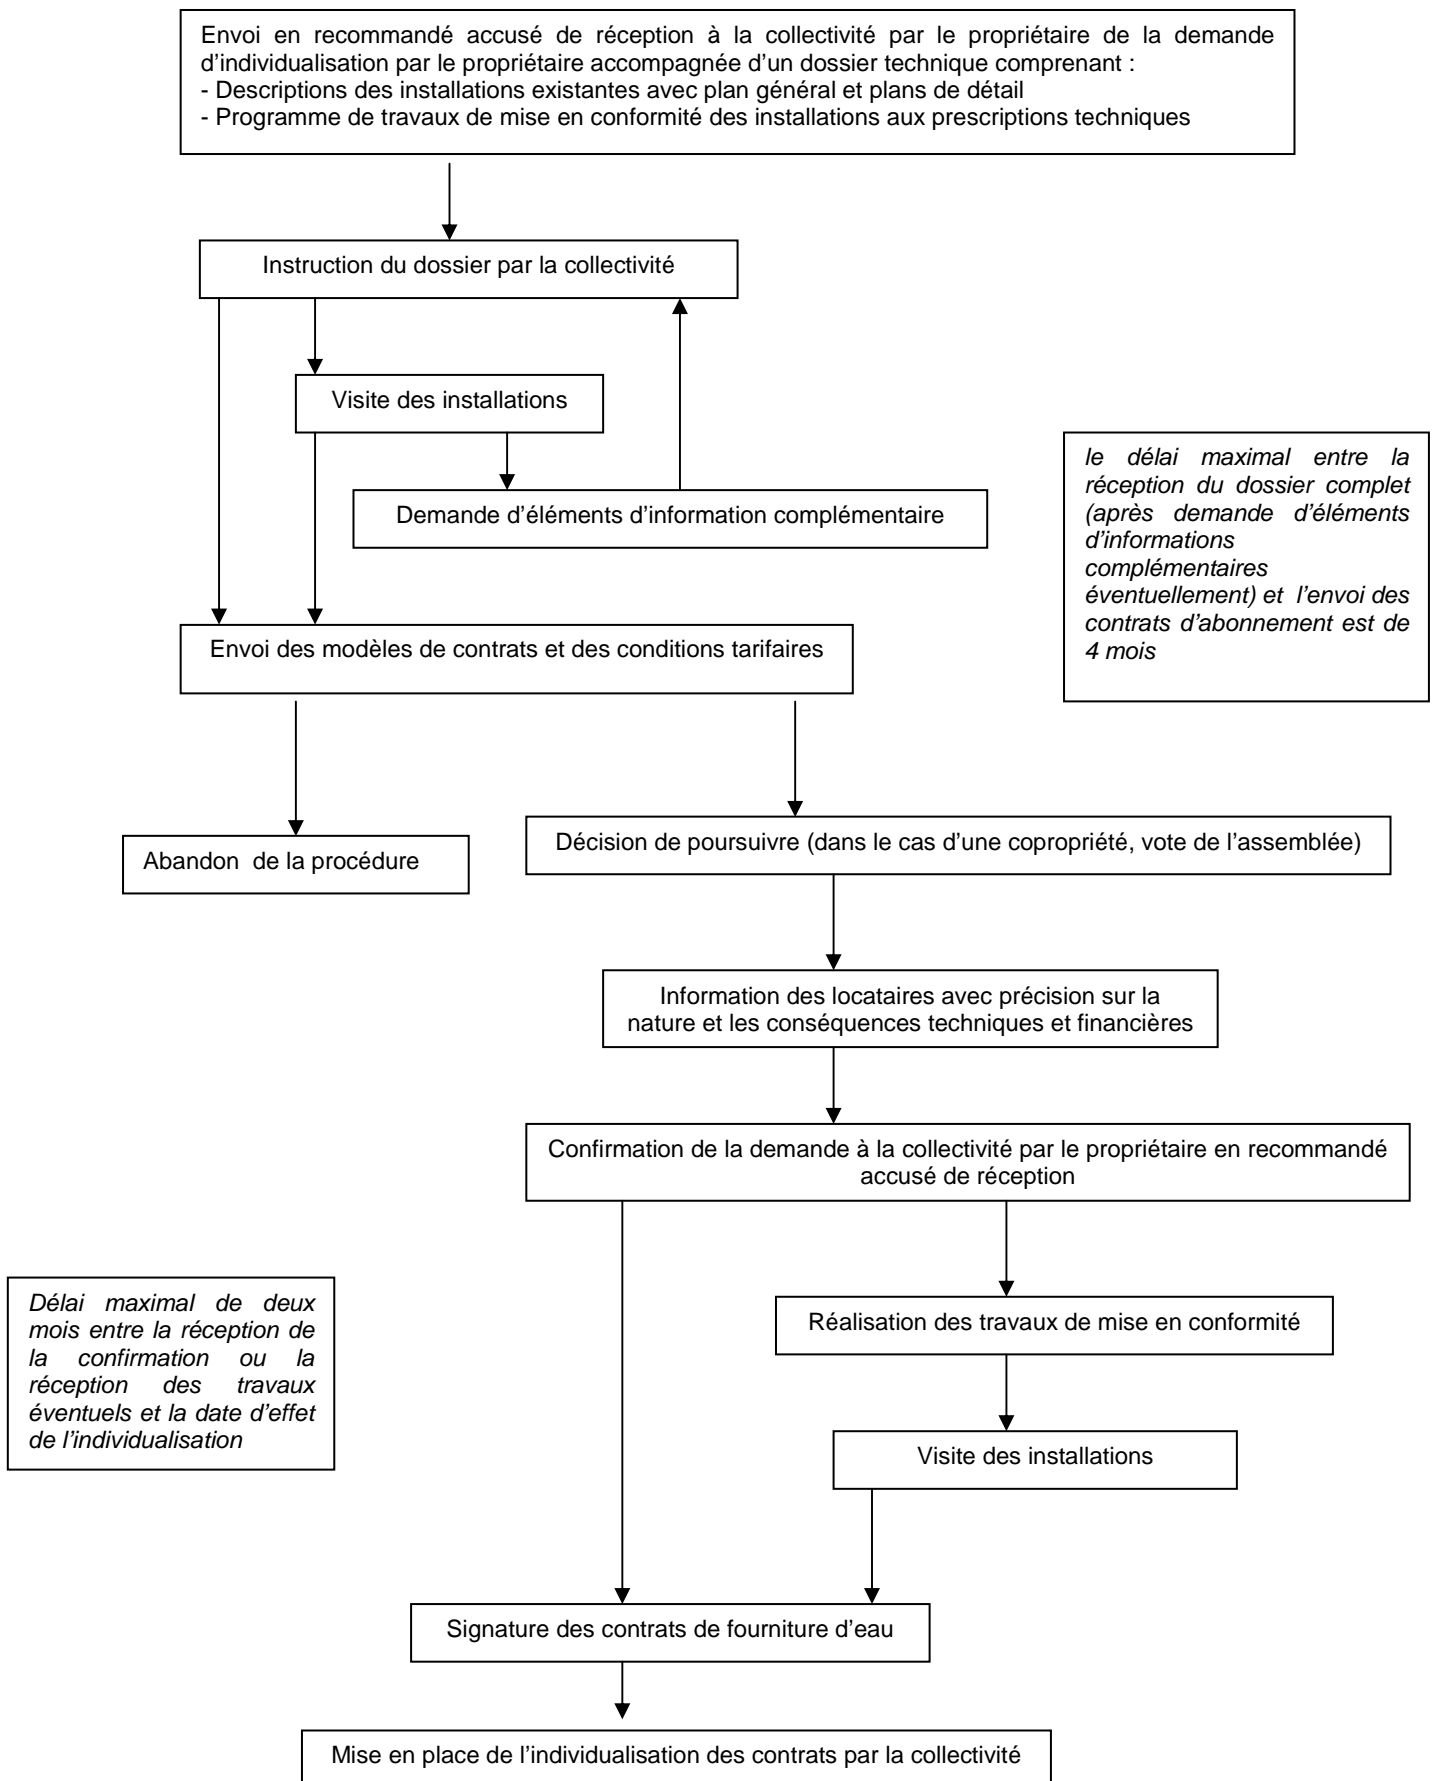 Envoi en recommandé accusé de réception à la collectivité par le propriétaire de la demande
d’individualisation par le propriétaire accompagnée d’un dossier technique comprenant :
- Descriptions des installations existantes avec plan général et plans de détail
- Programme de travaux de mise en conformité des installations aux prescriptions techniques
Instruction du dossier par la collectivité
Visite des installations
Demande d’éléments d’information complémentaire
le délai maximal entre la
réception du dossier complet
(après demande d’éléments
d’informations
complémentaires
éventuellement) et l’envoi des
contrats d’abonnement est de
4 mois
Envoi des modèles de contrats et des conditions tarifaires
Abandon de la procédure
Décision de poursuivre (dans le cas d’une copropriété, vote de l’assemblée)
Information des locataires avec précision sur la
nature et les conséquences techniques et financières
Confirmation de la demande à la collectivité par le propriétaire en recommandé
accusé de réception
Délai maximal de deux
mois entre la réception de
la confirmation ou la
réception des travaux
éventuels et la date d’effet
de l’individualisation
Réalisation des travaux de mise en conformité
Visite des installations
Signature des contrats de fourniture d’eau
Mise en place de l’individualisation des contrats par la collectivité